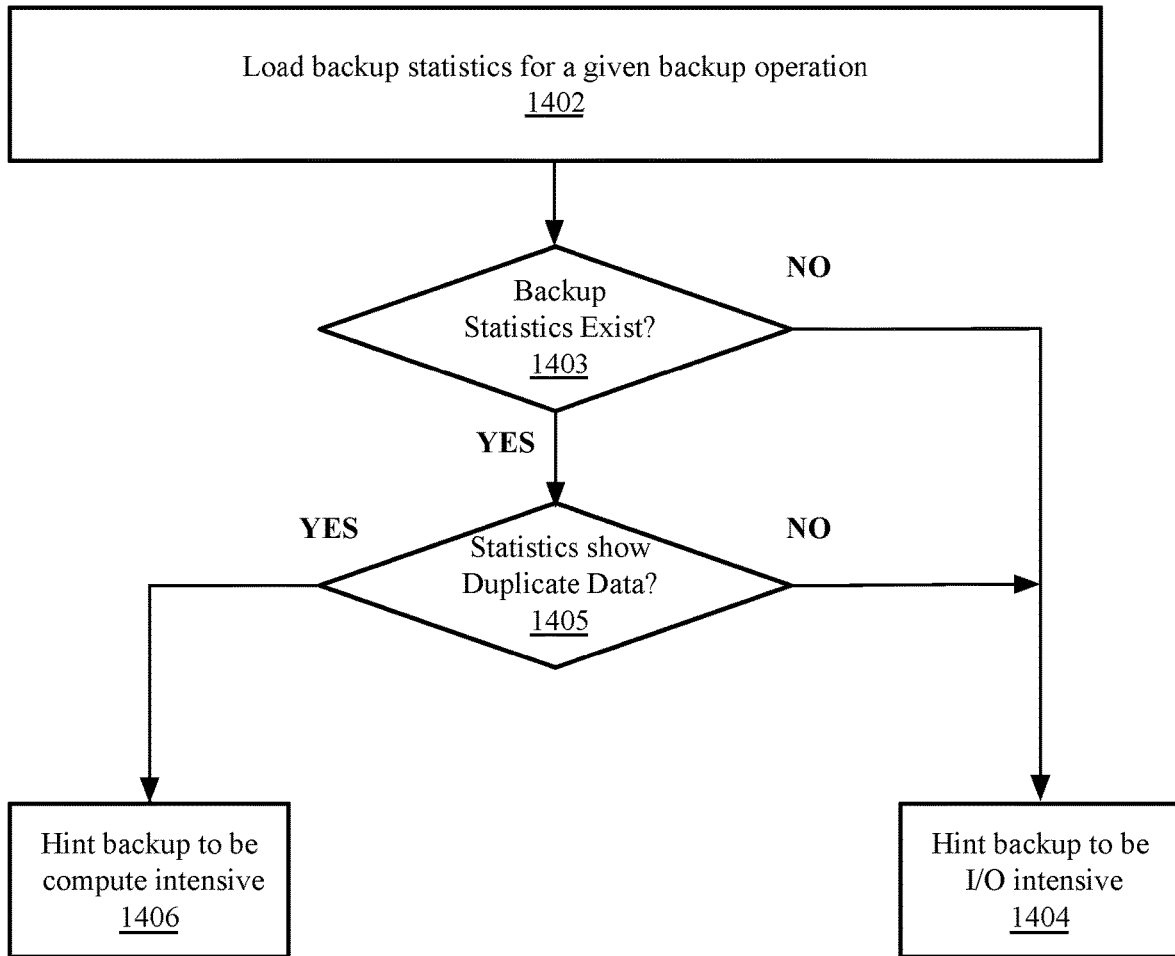 Load backup statistics for a given backup operation
1402
NO
Backup
Statistics Exist?
1403
YES
YES
NO
Statistics show
Duplicate Data?
1405
Hint backup to be
compute intensive
1406
Hint backup to be
I/O intensive
1404